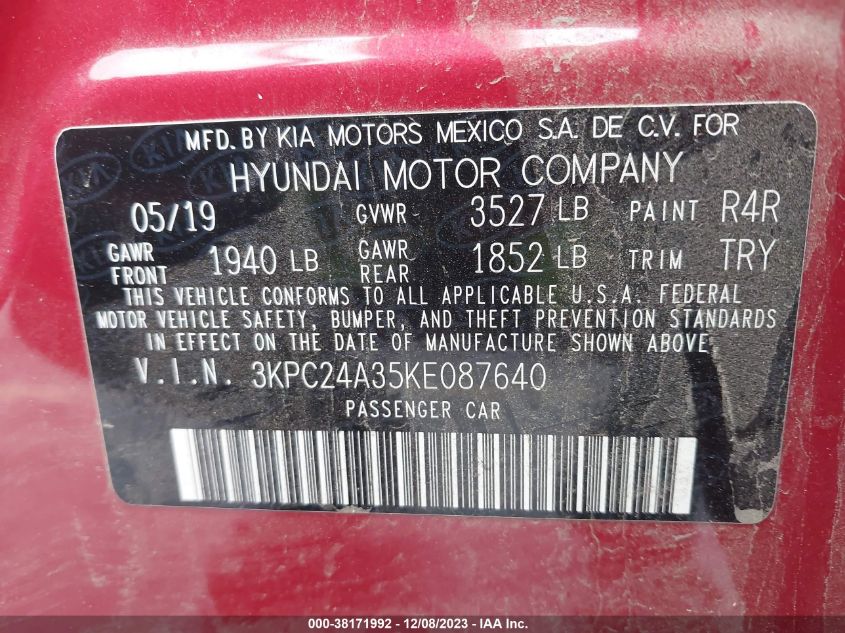 MFD. BY KIA MOTORS MEXICO S.A. DE C.V. FOR
HYUNDAI MOTOR COMPANY
05/19 GVWR 3527 LB PAINT R4R
GAWR FRONT 1940 LB GAWR REAR 1852 LB TRIM TRY
THIS VEHICLE CONFORMS TO ALL APPLICABLE U.S.A. FEDERAL
MOTOR VEHICLE SAFETY, BUMPER, AND THEFT PREVENTION STANDARDS
IN EFFECT ON THE DATE OF MANUFACTURE SHOWN ABOVE.
V.I.N. 3KPC24A35KE087640
PASSENGER CAR
000-38171992 - 12/08/2023 - IAA Inc.